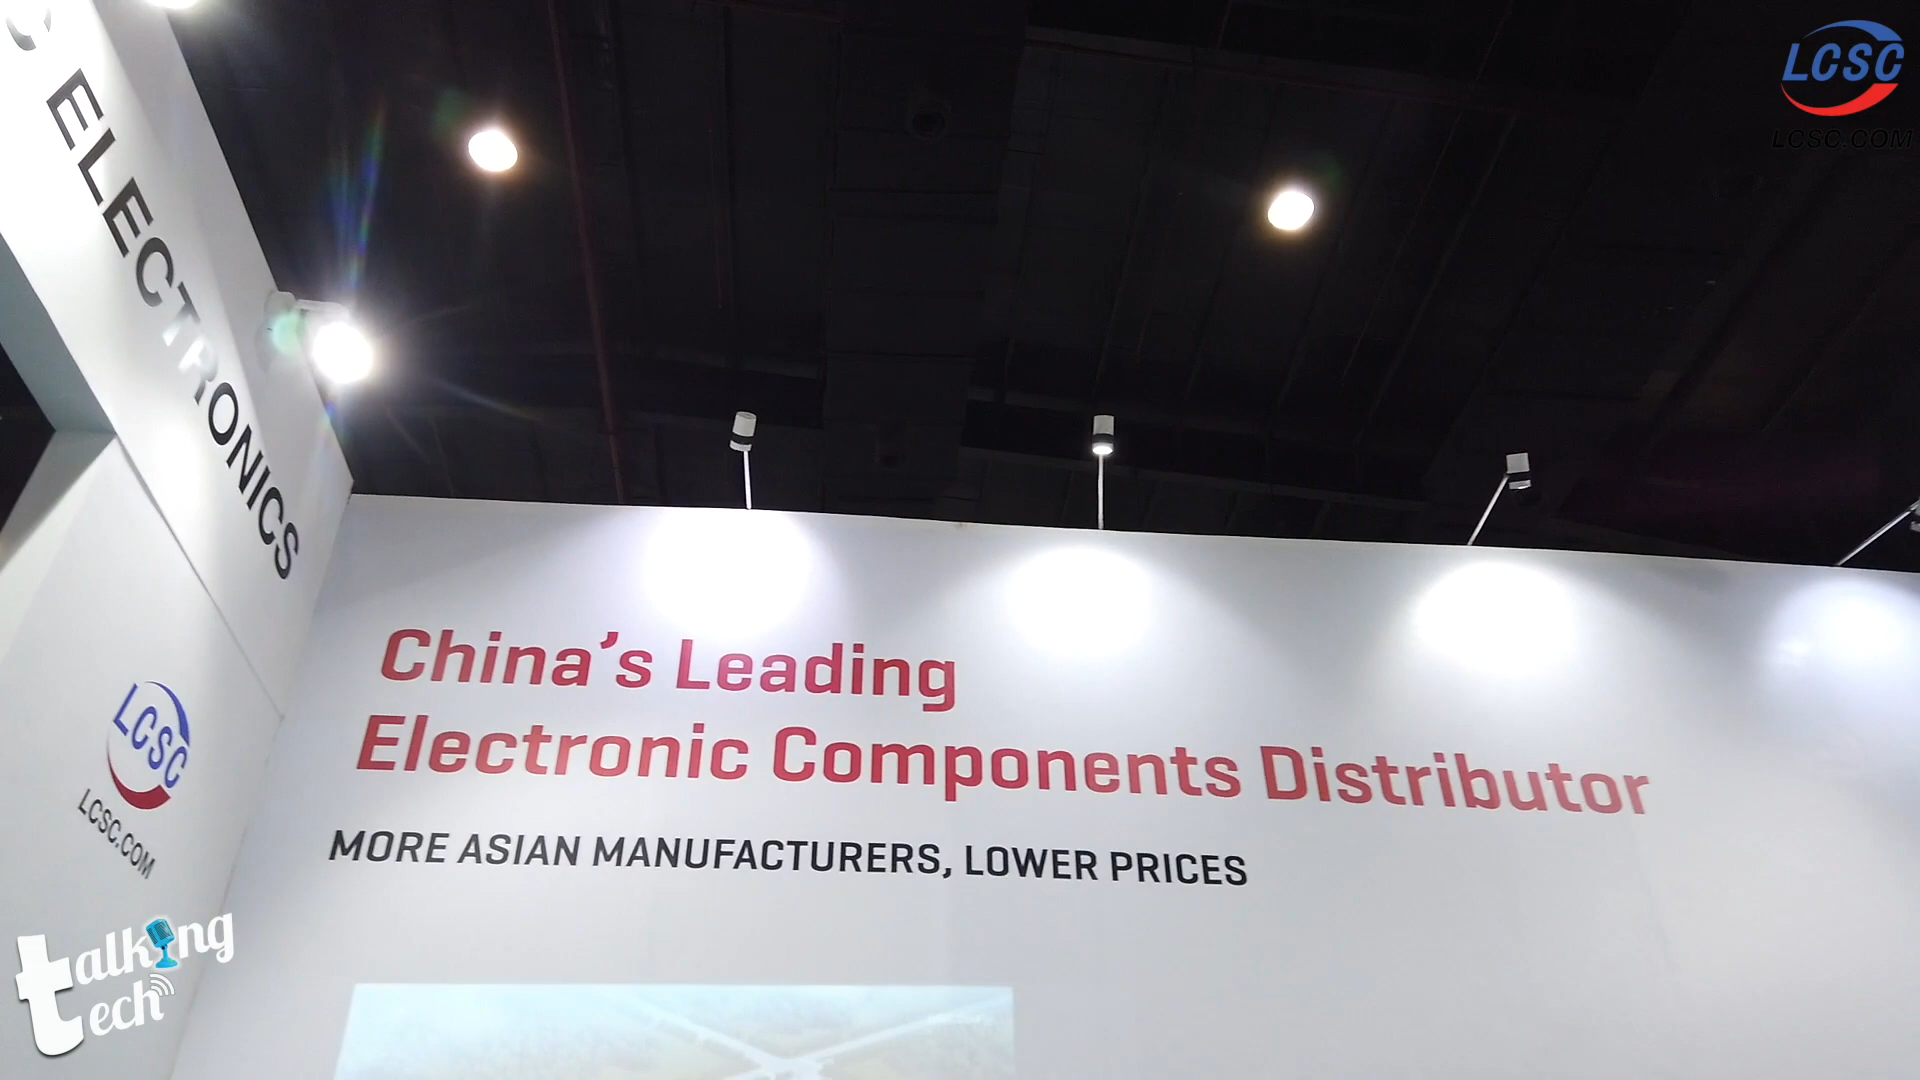 C ELECTRONICS
LCSC
LCSC.COM
China's Leading
Electronic Components Distributor
MORE ASIAN MANUFACTURERS, LOWER PRICES
LCSC
LCSC.COM
talking
tech